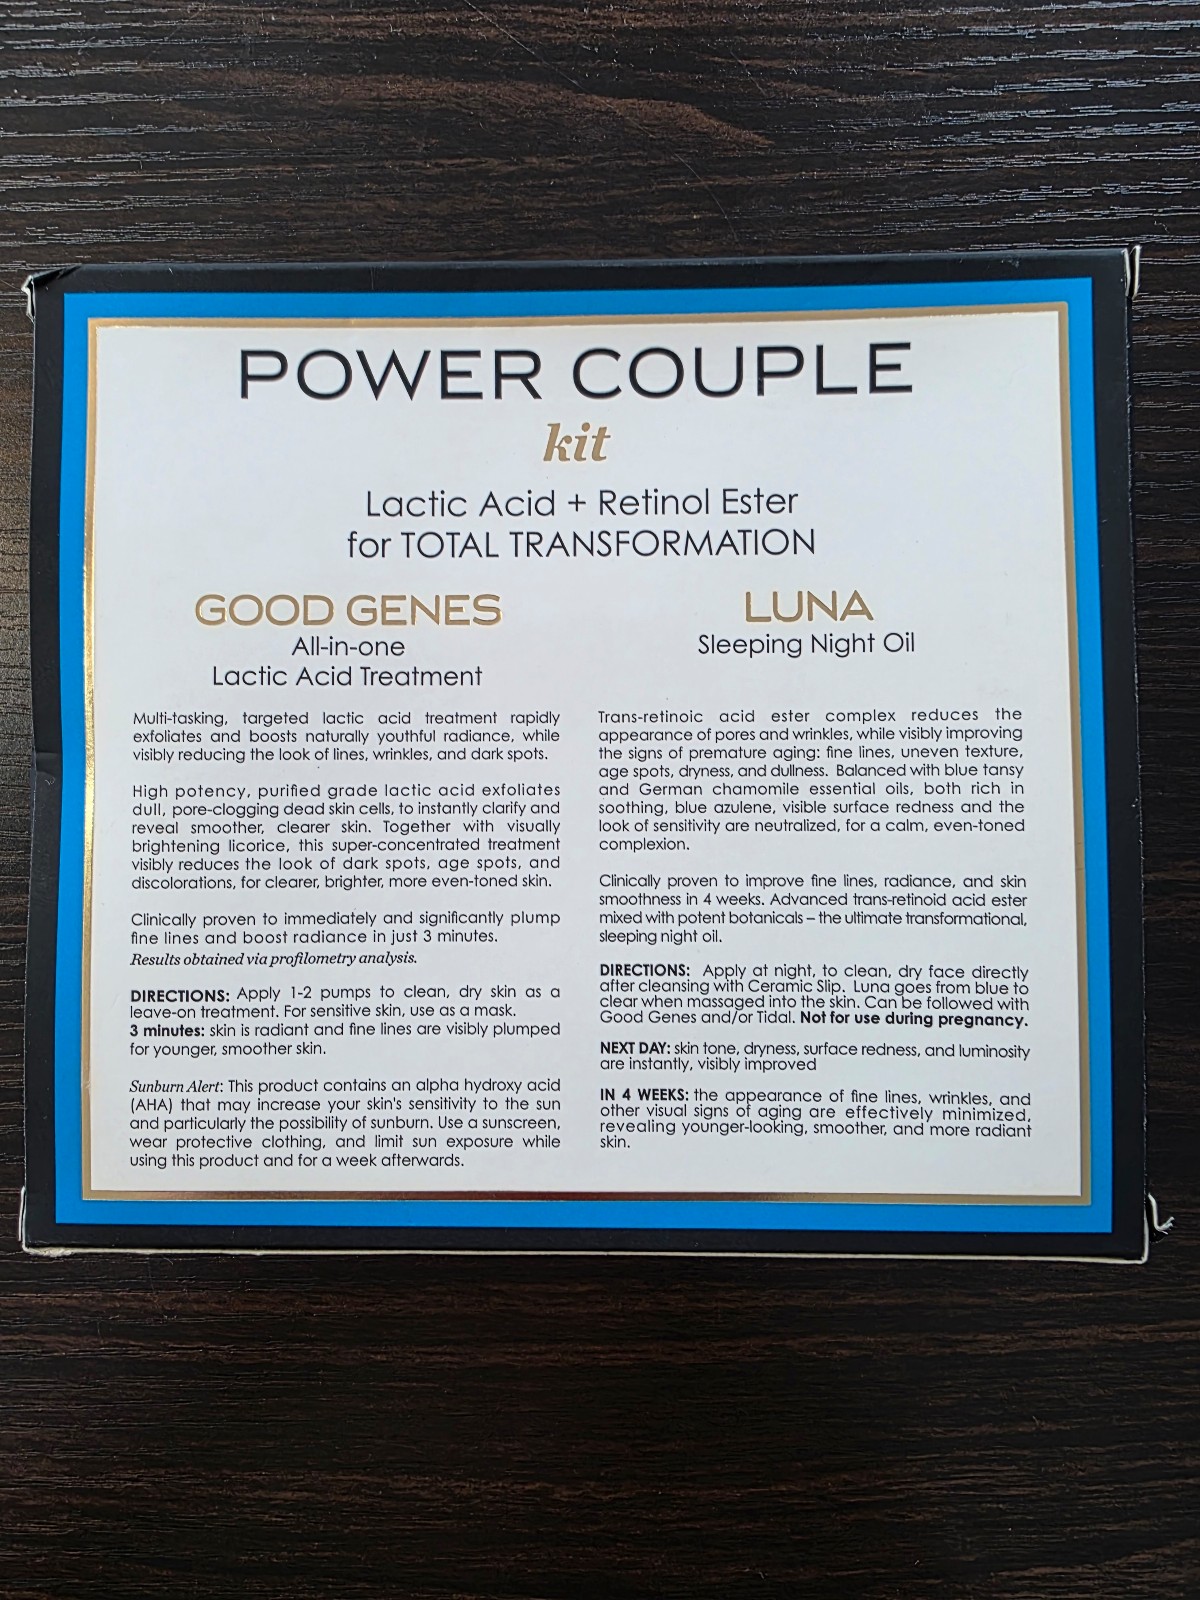 POWER COUPLE
kit
Lactic Acid + Retinol Ester
for TOTAL TRANSFORMATION
GOOD GENES
All-in-one
Lactic Acid Treatment
Multi-tasking, targeted lactic acid treatment rapidly
exfoliates and boosts naturally youthful radiance, while
visibly reducing the look of lines, wrinkles, and dark spots.
High potency, purified grade lactic acid exfoliates
dull, pore-clogging dead skin cells, to instantly clarify and
reveal smoother, clearer skin. Together with visually
brightening licorice, this super-concentrated treatment
visibly reduces the look of dark spots, age spots, and
discolorations, for clearer, brighter, more even-toned skin.
Clinically proven to immediately and significantly plump
fine lines and boost radiance in just 3 minutes.
Results obtained via profilometry analysis.
DIRECTIONS: Apply 1-2 pumps to clean, dry skin as a
leave-on treatment. For sensitive skin, use as a mask.
3 minutes: skin is radiant and fine lines are visibly plumped
for younger, smoother skin.
Sunburn Alert: This product contains an alpha hydroxy acid
(AHA) that may increase your skin's sensitivity to the sun
and particularly the possibility of sunburn. Use a sunscreen,
wear protective clothing, and limit sun exposure while
using this product and for a week afterwards.
LUNA
Sleeping Night Oil
Trans-retinoic acid ester complex reduces the
appearance of pores and wrinkles, while visibly improving
the signs of premature aging: fine lines, uneven texture,
age spots, dryness, and dullness. Balanced with blue tansy
and German chamomile essential oils, both rich in
soothing, blue azulene, visible surface redness and the
look of sensitivity are neutralized, for a calm, even-toned
complexion.
Clinically proven to improve fine lines, radiance, and skin
smoothness in 4 weeks. Advanced trans-retinoid acid ester
mixed with potent botanicals – the ultimate transformational,
sleeping night oil.
DIRECTIONS: Apply at night, to clean, dry face directly
after cleansing with Ceramic Slip. Luna goes from blue to
clear when massaged into the skin. Can be followed with
Good Genes and/or Tidal. Not for use during pregnancy.
NEXT DAY: skin tone, dryness, surface redness, and luminosity
are instantly, visibly improved
IN 4 WEEKS: the appearance of fine lines, wrinkles, and
other visual signs of aging are effectively minimized,
revealing younger-looking, smoother, and more radiant
skin.